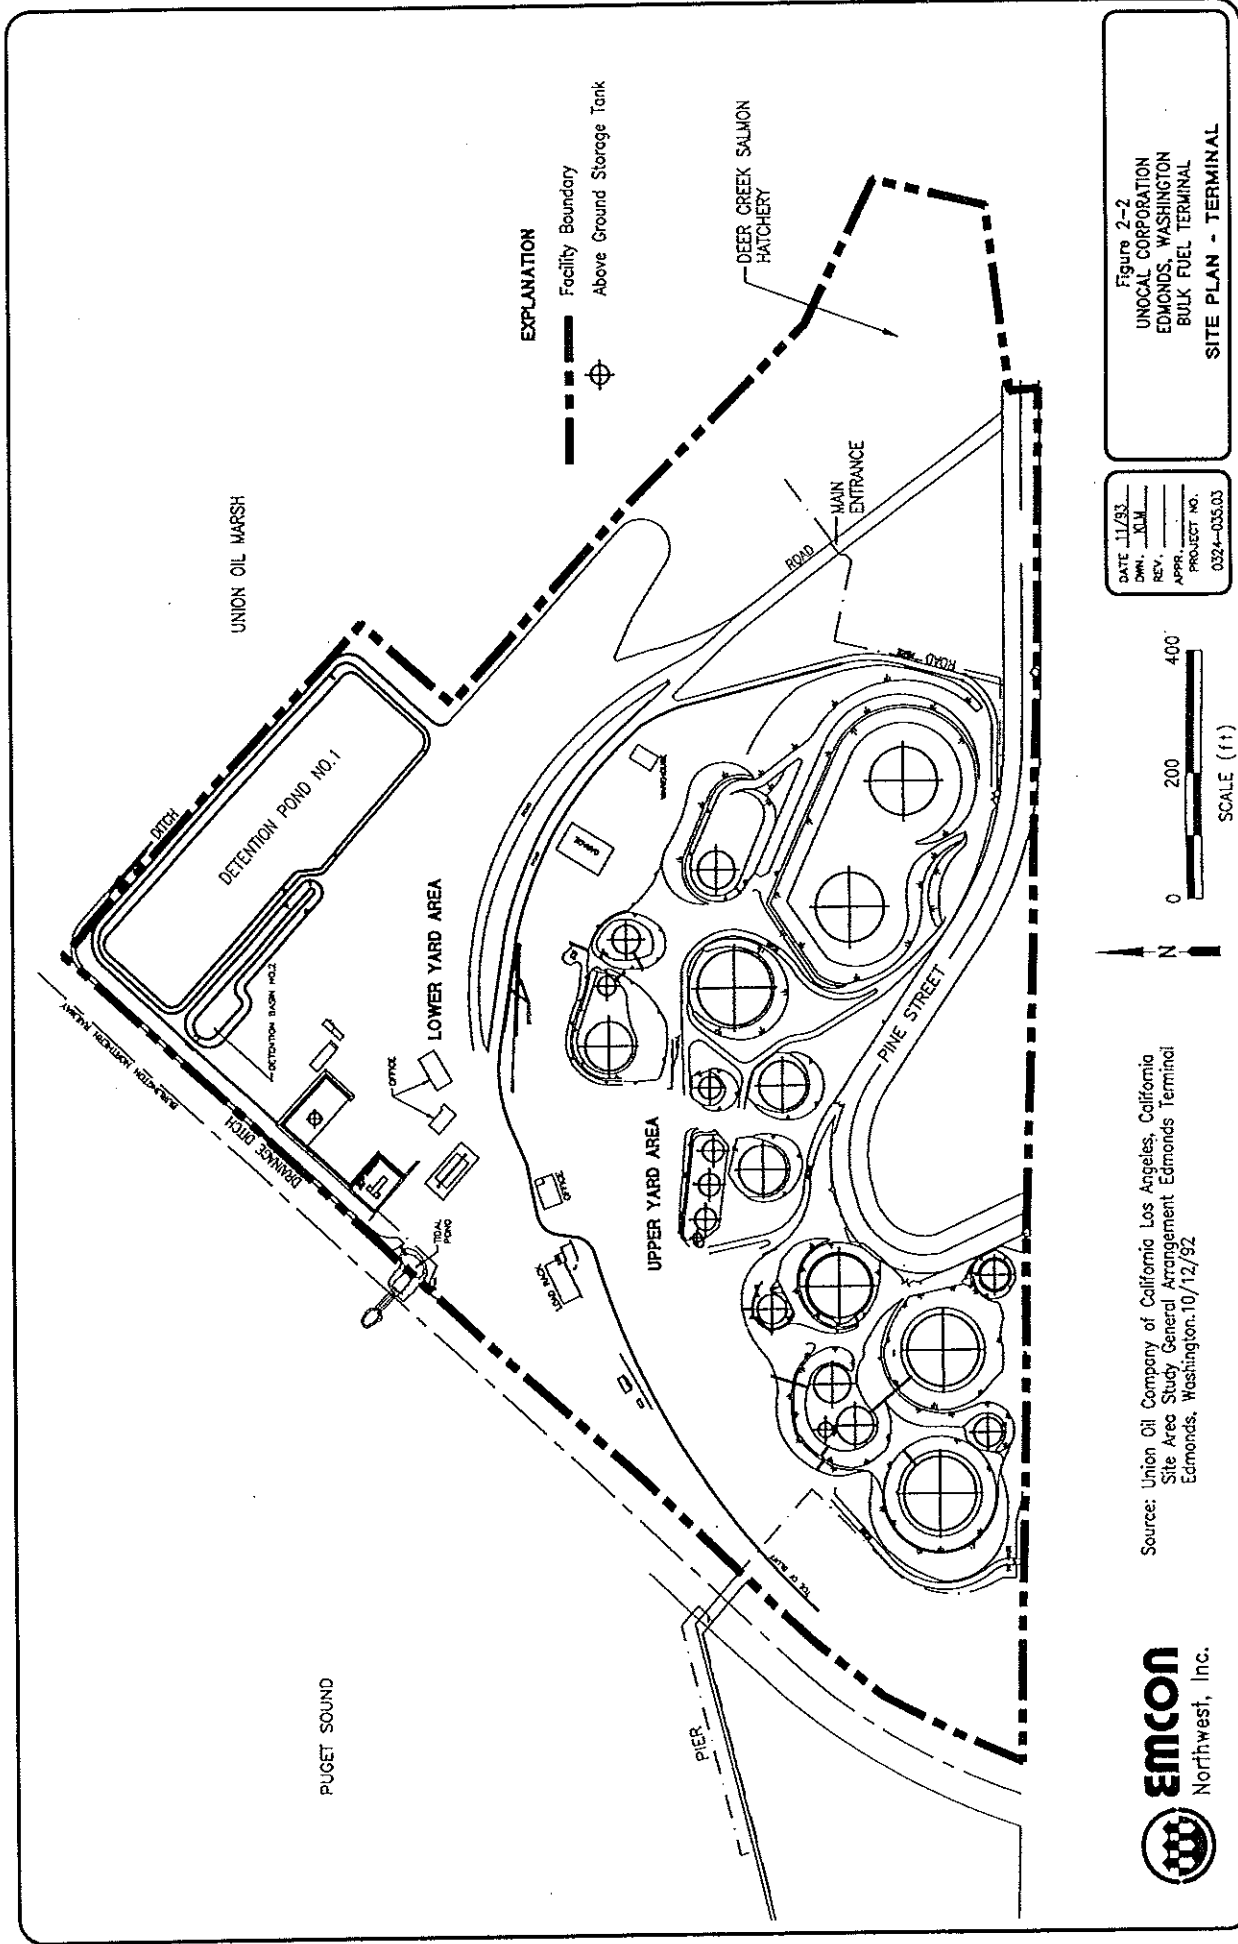 PUGET SOUND
UNION OIL MARSH
BURLINGTON NORTHERN RAILWAY
DRAINAGE DITCH
DITCH
DETENTION POND NO.1
DETENTION BASIN NO.2
TIDAL
POND
OFFICE
LOWER YARD AREA
OFFICE
LOAD RACK
GARAGE
WAREHOUSE
UPPER YARD AREA
ROAD
ROAD
MAIN
ENTRANCE
PINE STREET
PIER
TOE OF BLUFF
DEER CREEK SALMON
HATCHERY
EXPLANATION
Facility Boundary
Above Ground Storage Tank
EMCON
Northwest, Inc.
Source: Union Oil Company of California Los Angeles, California
Site Area Study General Arrangement Edmonds Terminal
Edmonds, Washington.10/12/92
N
0 200 400
SCALE (ft)
DATE 11/93
DWN. KLM
REV.
APPR.
PROJECT NO.
0324-035.03
Figure 2-2
UNOCAL CORPORATION
EDMONDS, WASHINGTON
BULK FUEL TERMINAL
SITE PLAN - TERMINAL